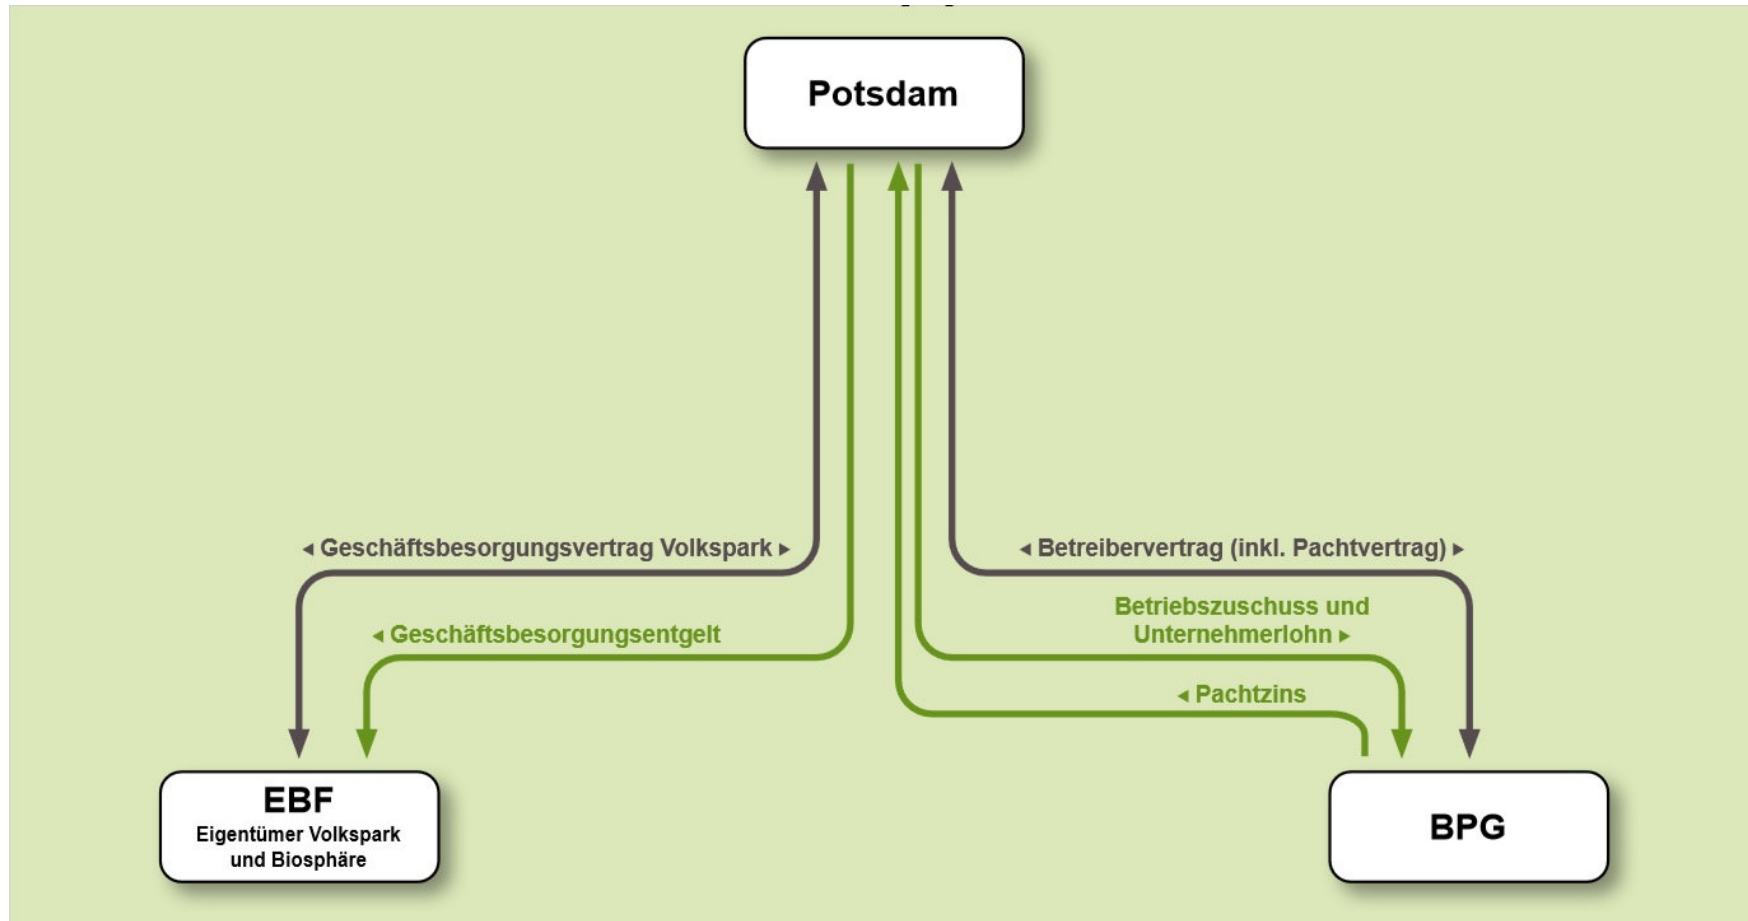 Potsdam
◂ Geschäftsbesorgungsvertrag Volkspark ▸
◂ Betreibervertrag (inkl. Pachtvertrag) ▸
◂ Geschäftsbesorgungsentgelt
Betriebszuschuss und
Unternehmerlohn ▸
◂ Pachtzins
EBF
Eigentümer Volkspark
und Biosphäre
BPG